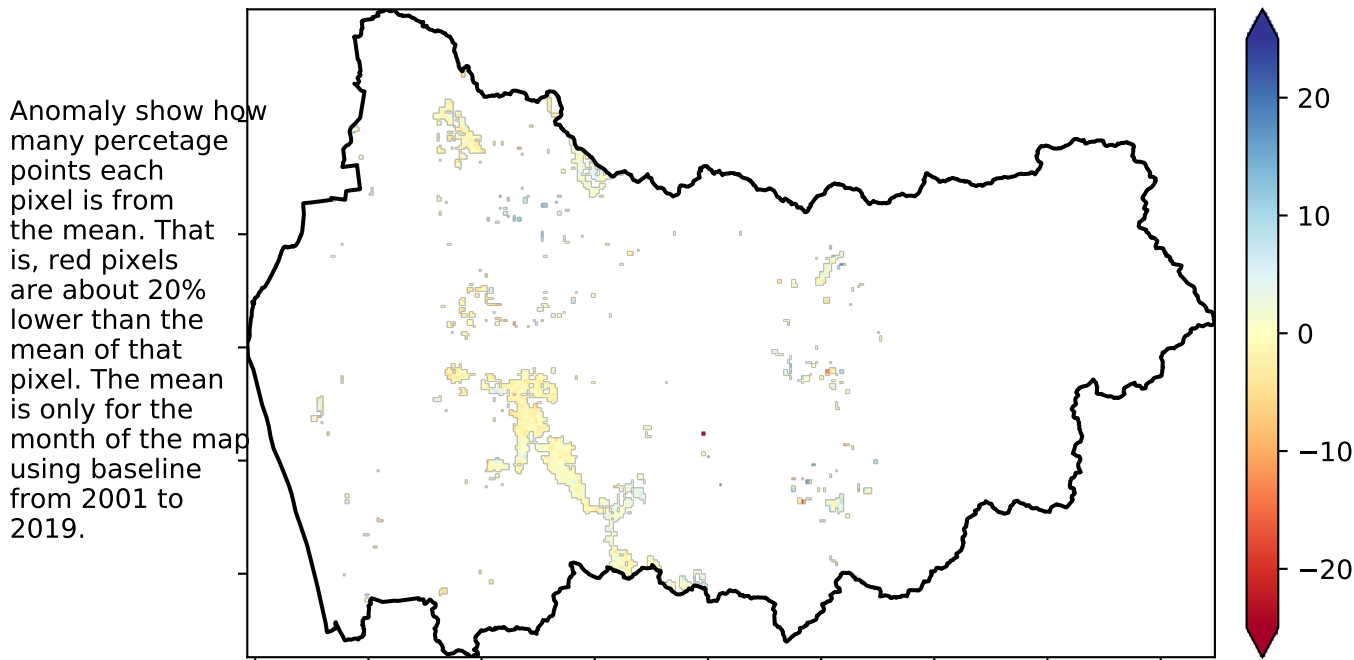 Anomaly show how
many percetage
points each
pixel is from
the mean. That
is, red pixels
are about 20%
lower than the
mean of that
pixel. The mean
is only for the
month of the map
using baseline
from 2001 to
2019.
20
10
0
−10
−20